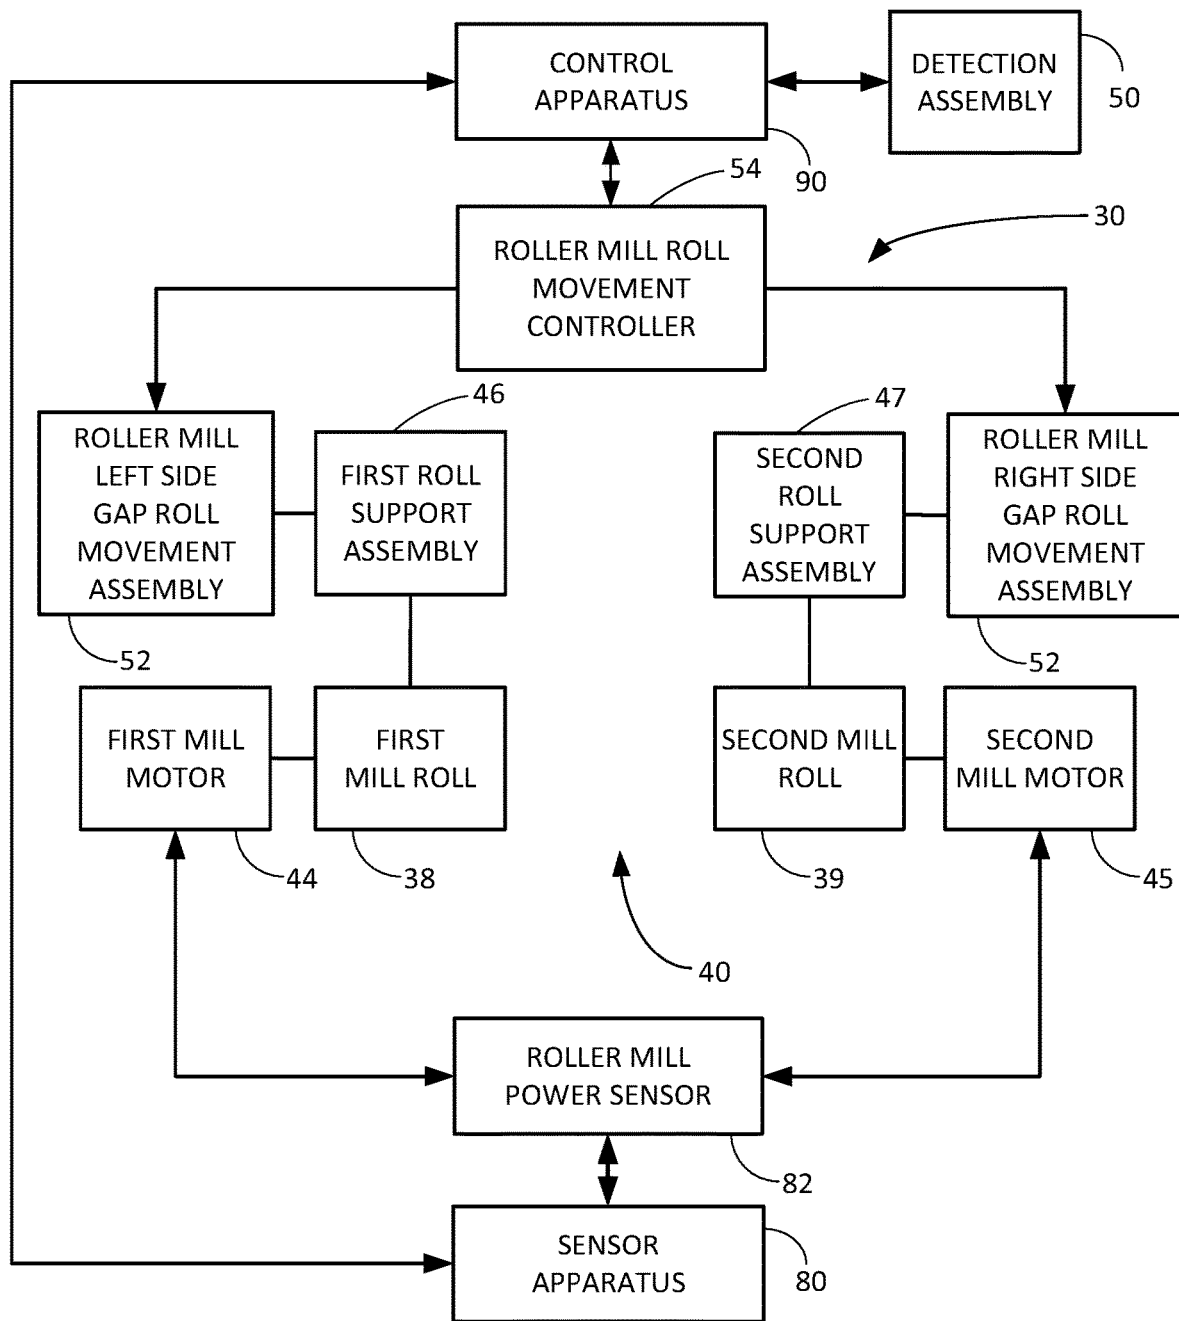 CONTROL
APPARATUS
90
DETECTION
ASSEMBLY
50
54
30
ROLLER MILL ROLL
MOVEMENT
CONTROLLER
ROLLER MILL
LEFT SIDE
GAP ROLL
MOVEMENT
ASSEMBLY
52
46
FIRST ROLL
SUPPORT
ASSEMBLY
47
SECOND
ROLL
SUPPORT
ASSEMBLY
ROLLER MILL
RIGHT SIDE
GAP ROLL
MOVEMENT
ASSEMBLY
52
FIRST MILL
MOTOR
44
FIRST
MILL ROLL
38
SECOND MILL
ROLL
39
SECOND
MILL MOTOR
45
40
ROLLER MILL
POWER SENSOR
82
SENSOR
APPARATUS
80